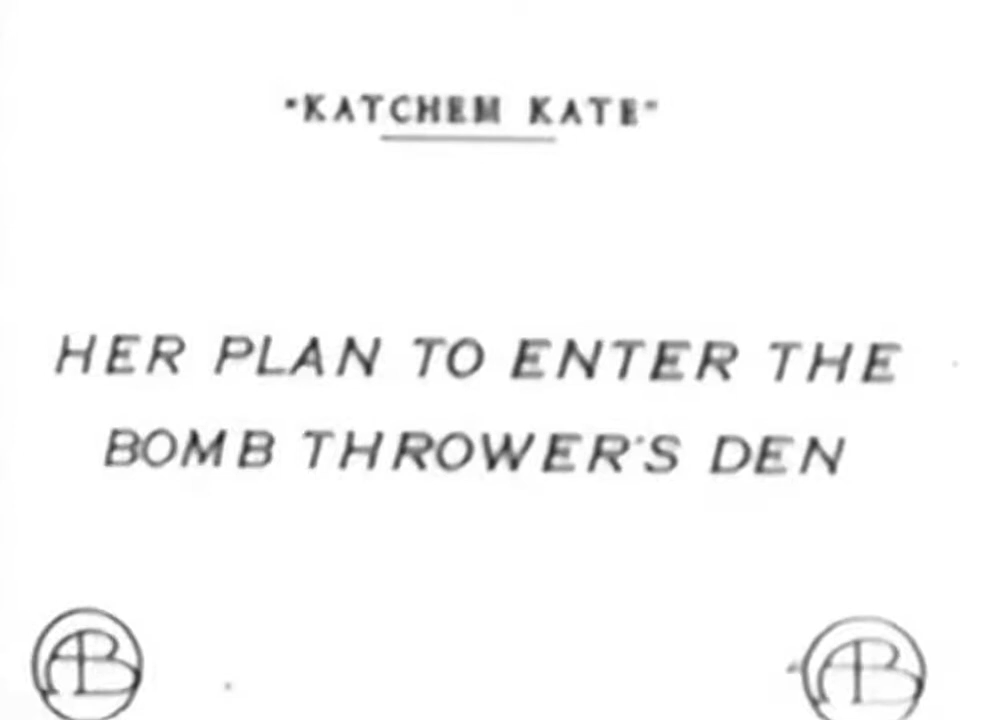 "KATCHEM KATE"
HER PLAN TO ENTER THE
BOMB THROWER'S DEN
AB AB